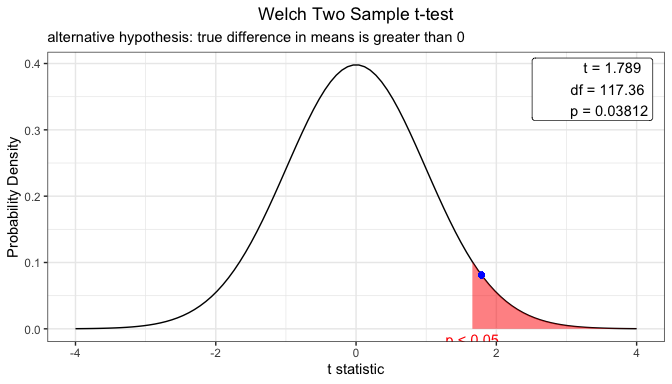 Welch Two Sample t-test
alternative hypothesis: true difference in means is greater than 0
t = 1.789
df = 117.36
p = 0.03812
Probability Density
0.4
0.3
0.2
0.1
0.0
p < 0.05
-4
-2
0
2
4
t statistic